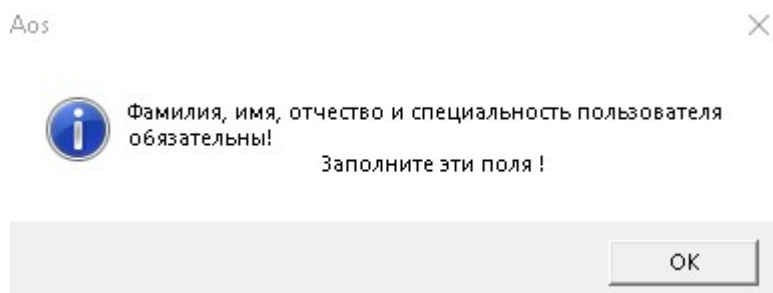 Aos
Фамилия, имя, отчество и специальность пользователя
обязательны!
Заполните эти поля !
OK